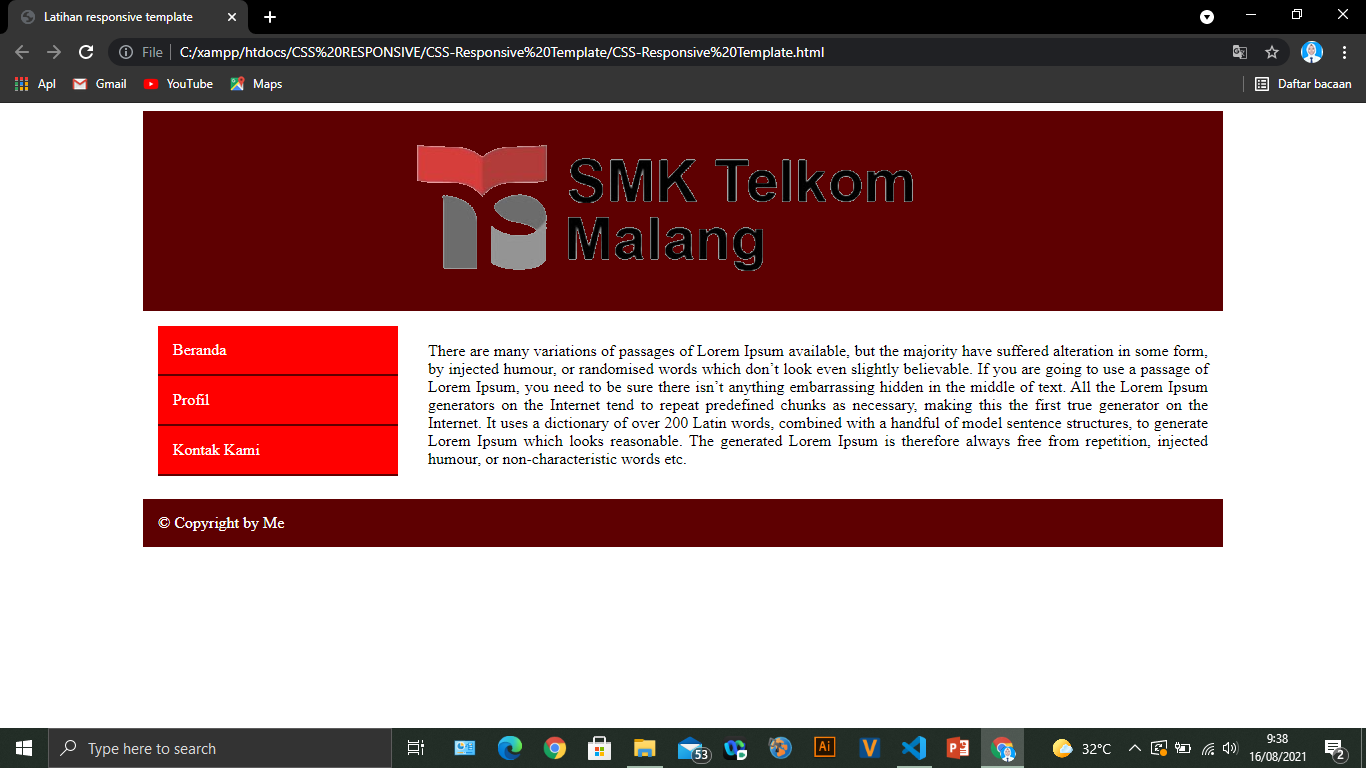 Latihan responsive template
File
C:/xampp/htdocs/CSS%20RESPONSIVE/CSS-Responsive%20Template/CSS-Responsive%20Template.html
Apl
Gmail
YouTube
Maps
Daftar bacaan
SMK Telkom
Malang
Beranda
Profil
Kontak Kami
There are many variations of passages of Lorem Ipsum available, but the majority have suffered alteration in some form,
by injected humour, or randomised words which don’t look even slightly believable. If you are going to use a passage of
Lorem Ipsum, you need to be sure there isn’t anything embarrassing hidden in the middle of text. All the Lorem Ipsum
generators on the Internet tend to repeat predefined chunks as necessary, making this the first true generator on the
Internet. It uses a dictionary of over 200 Latin words, combined with a handful of model sentence structures, to generate
Lorem Ipsum which looks reasonable. The generated Lorem Ipsum is therefore always free from repetition, injected
humour, or non-characteristic words etc.
© Copyright by Me
Type here to search
53
Ai
32°C
9:38
16/08/2021
2